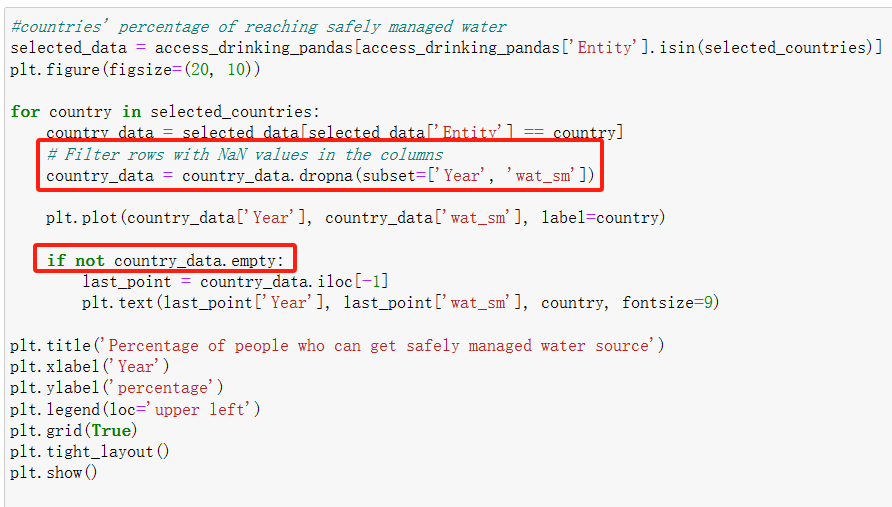 #countries' percentage of reaching safely managed water
selected_data = access_drinking_pandas[access_drinking_pandas['Entity'].isin(selected_countries)]
plt.figure(figsize=(20, 10))
for country in selected_countries:
country_data = selected_data[selected_data['Entity'] == country]
# Filter rows with NaN values in the columns
country_data = country_data.dropna(subset=['Year', 'wat_sm'])
plt.plot(country_data['Year'], country_data['wat_sm'], label=country)
if not country_data.empty:
last_point = country_data.iloc[-1]
plt.text(last_point['Year'], last_point['wat_sm'], country, fontsize=9)
plt.title('Percentage of people who can get safely managed water source')
plt.xlabel('Year')
plt.ylabel('percentage')
plt.legend(loc='upper left')
plt.grid(True)
plt.tight_layout()
plt.show()